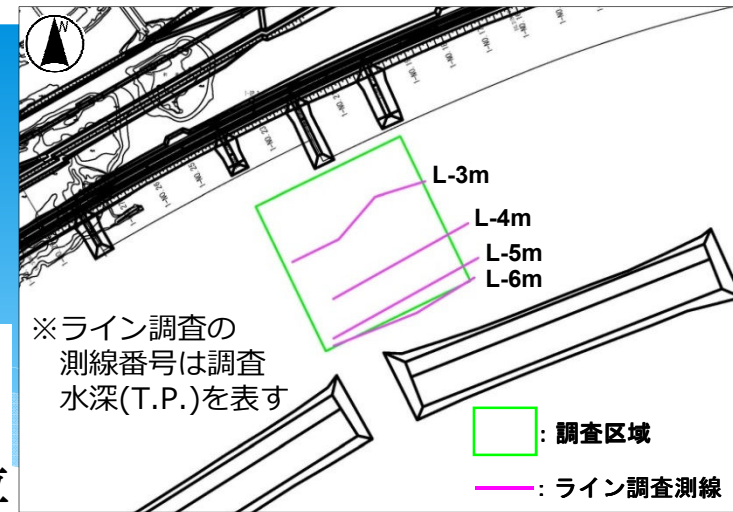 N
L-3m
L-4m
L-5m
L-6m
※ライン調査の
測線番号は調査
水深(T.P.)を表す
：調査区域
：ライン調査測線